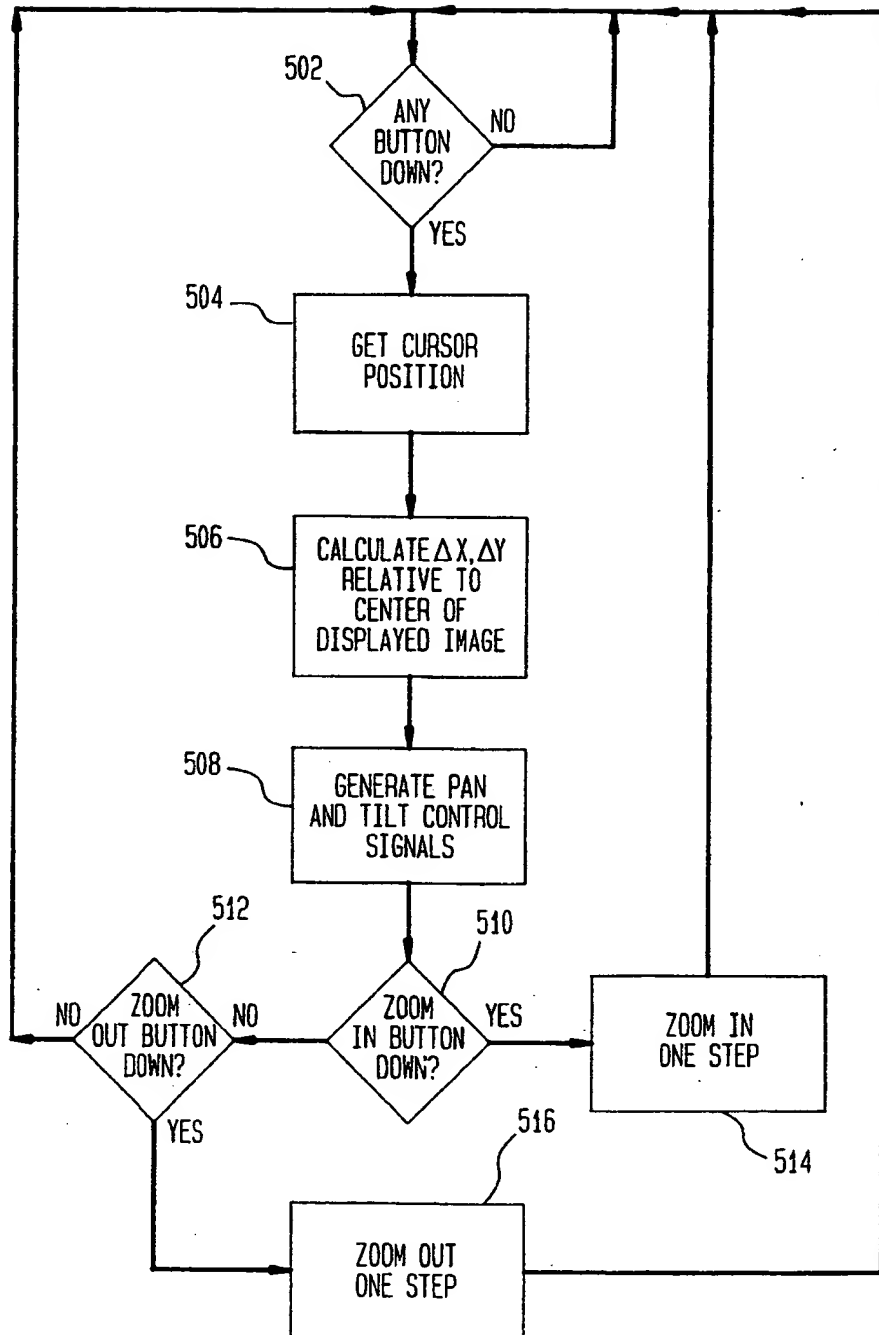 502
ANY
BUTTON
DOWN?
NO
YES
504
GET CURSOR
POSITION
506
CALCULATE ΔX, ΔY
RELATIVE TO
CENTER OF
DISPLAYED IMAGE
508
GENERATE PAN
AND TILT CONTROL
SIGNALS
512
510
NO
ZOOM
OUT BUTTON
DOWN?
NO
ZOOM
IN BUTTON
DOWN?
YES
ZOOM IN
ONE STEP
YES
516
514
ZOOM OUT
ONE STEP